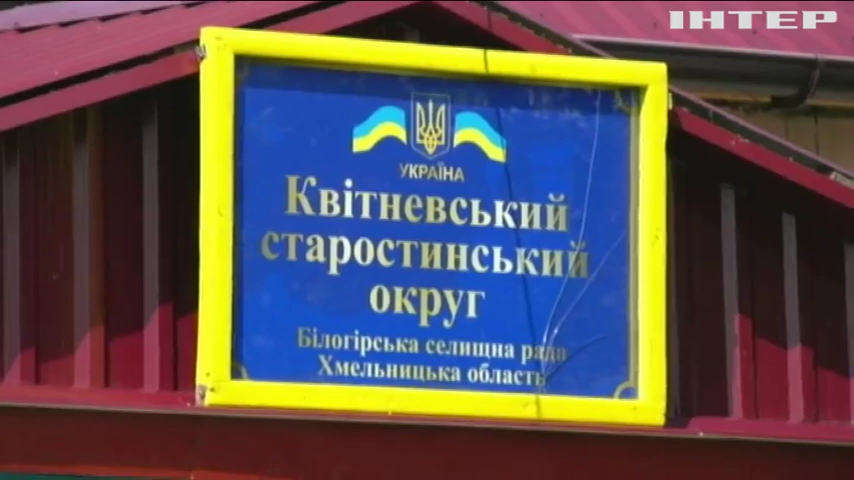 ІНТЕР
УКРАЇНА
Квітневський
старостинський
округ
Білогірська селищна рада
Хмельницька область